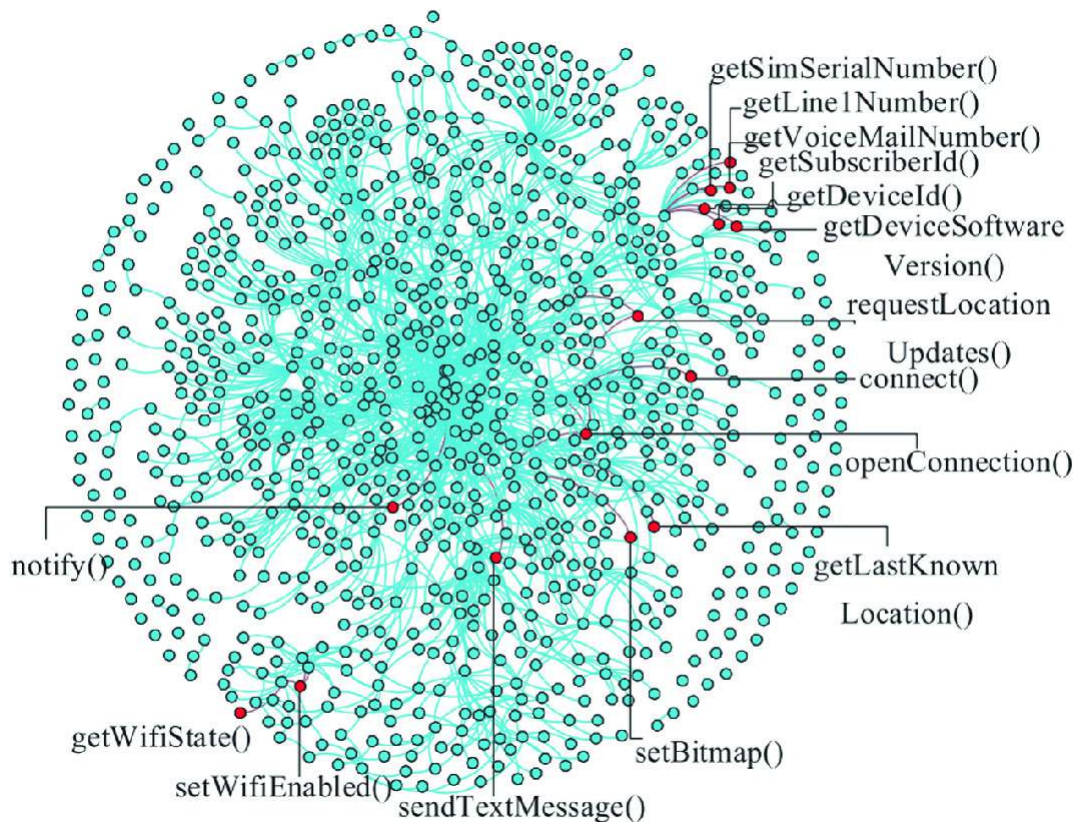 getSimSerialNumber()
getLine1Number()
getVoiceMailNumber()
getSubscriberId()
getDeviceId()
getDeviceSoftware
Version()
requestLocation
Updates()
connect()
openConnection()
notify()
getLastKnown
Location()
getWifiState()
setBitmap()
setWifiEnabled()
sendTextMessage()